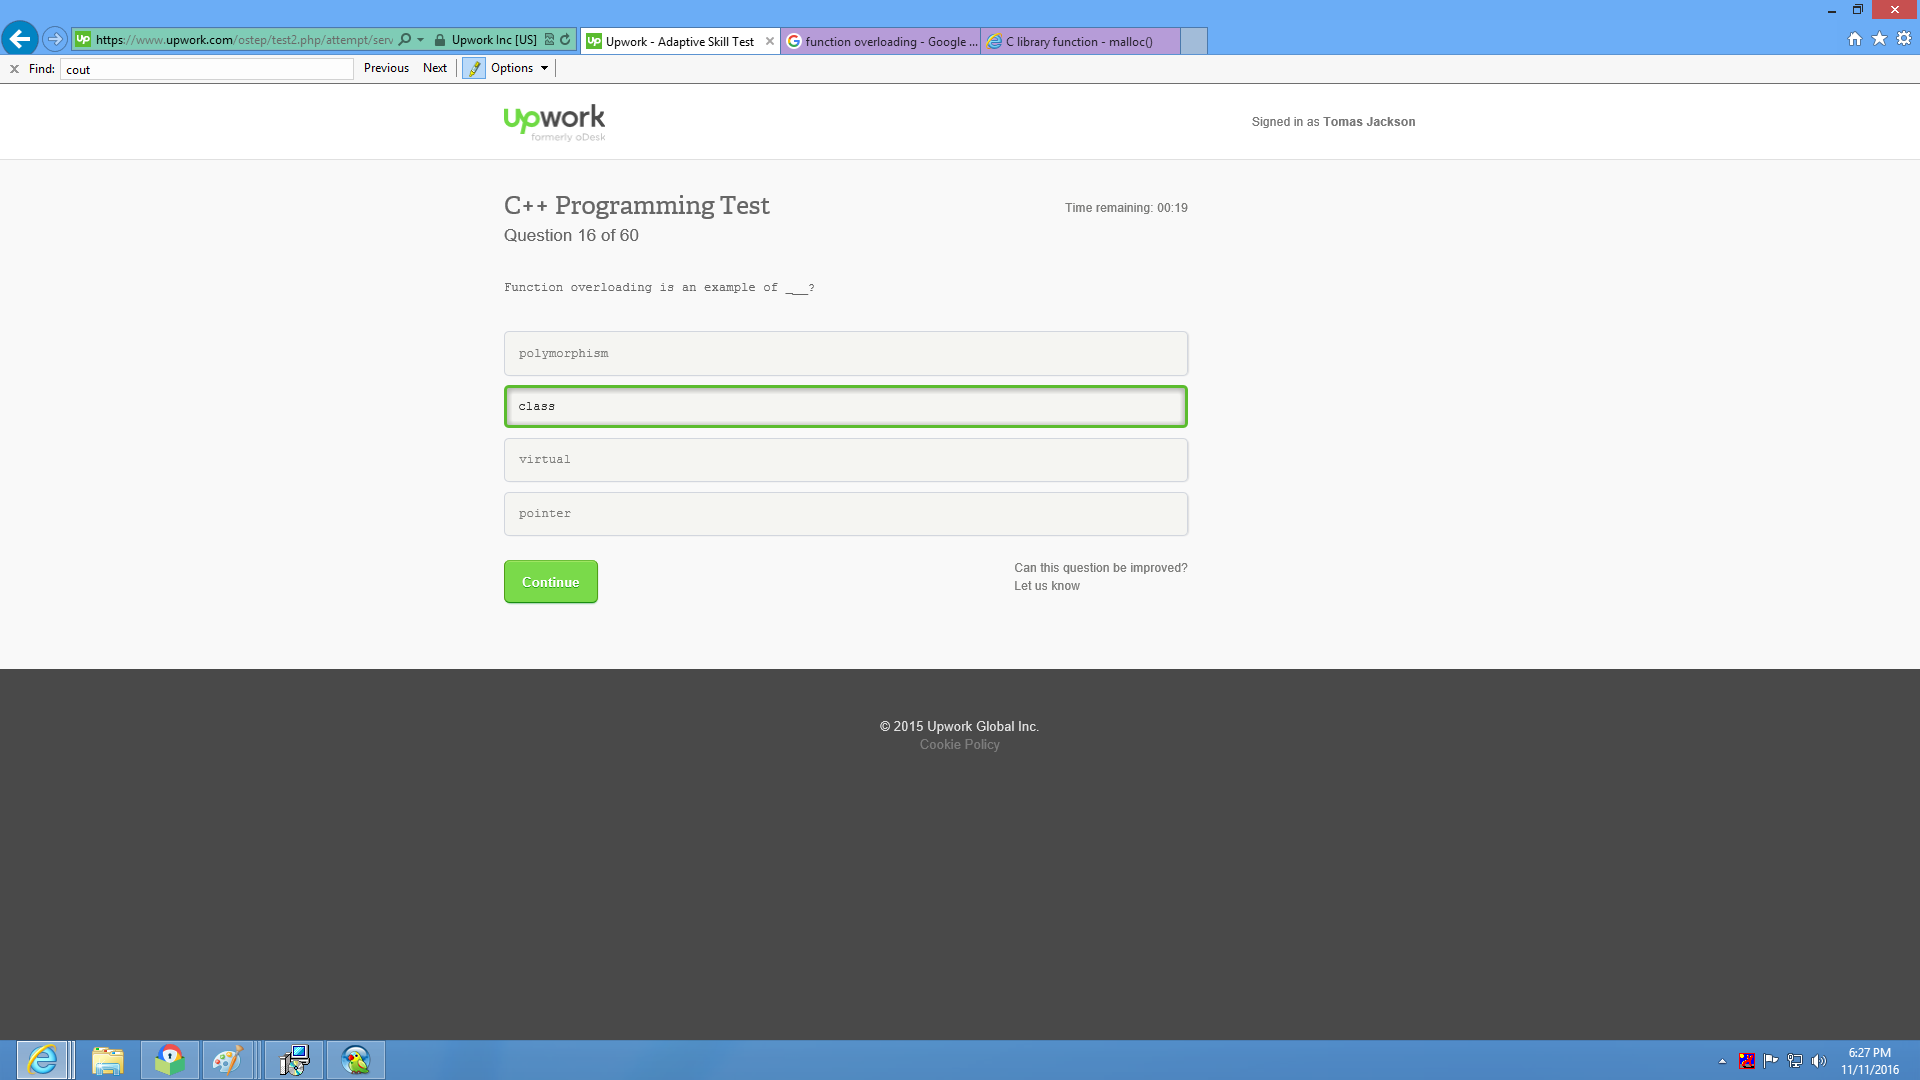 https://www.upwork.com/ostep/test2.php/attempt/serv
Upwork Inc [US]
Upwork - Adaptive Skill Test
function overloading - Google ...
C library function - malloc()
Find: cout Previous Next Options
Upwork
formerly oDesk
Signed in as Tomas Jackson
C++ Programming Test
Time remaining: 00:19
Question 16 of 60
Function overloading is an example of ___?
polymorphism
class
virtual
pointer
Continue
Can this question be improved?
Let us know
© 2015 Upwork Global Inc.
Cookie Policy
6:27 PM
11/11/2016